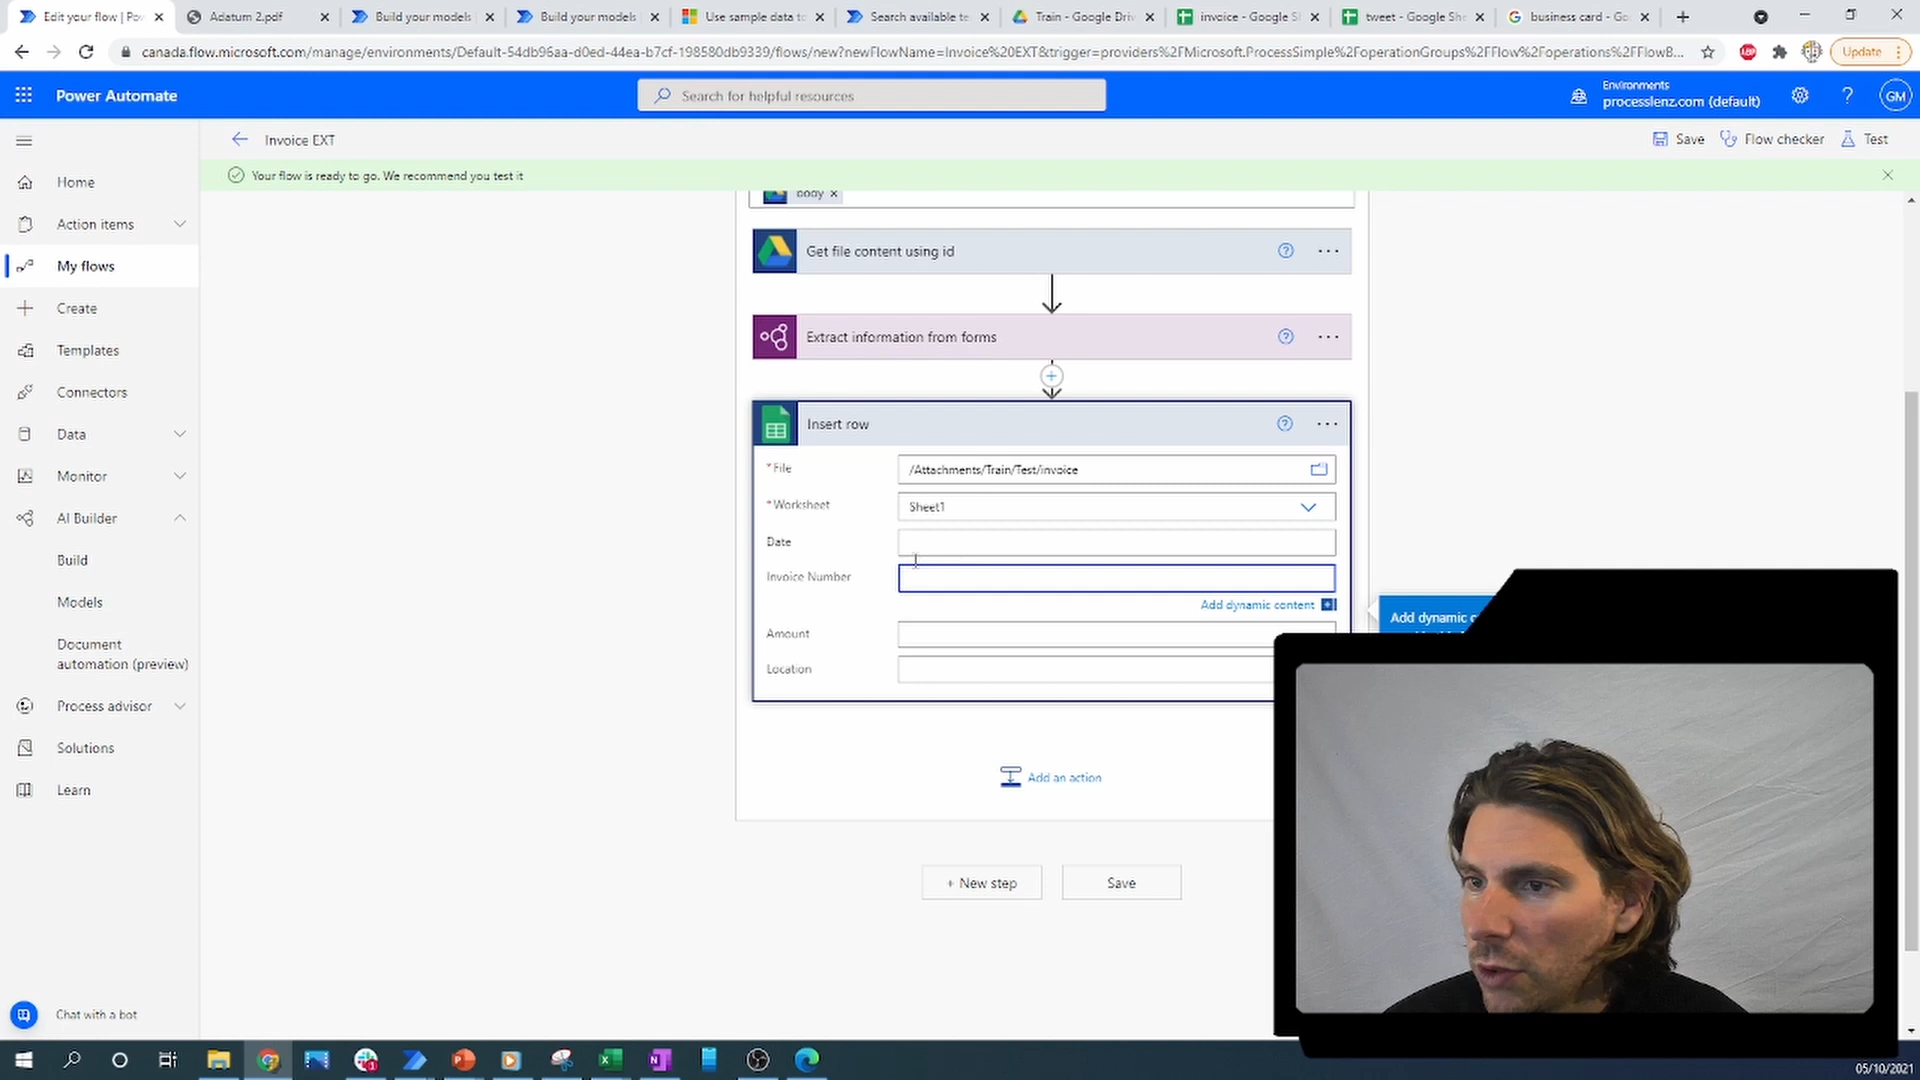 Edit your flow | Pow
Adatum 2.pdf
Build your models
Build your models
Use sample data to
Search available te
Train - Google Driv
invoice - Google Sh
tweet - Google She
business card - Go
canada.flow.microsoft.com/manage/environments/Default-54db96aa-d0ed-44ea-b7cf-198580db9339/flows/new?newFlowName=Invoice%20EXT&trigger=providers%2FMicrosoft.ProcessSimple%2FoperationGroups%2FFlow%2Foperations%2FFlowB...
ABP
Update
Power Automate
Search for helpful resources
Environments
processlenz.com (default)
GM
Invoice EXT
Save
Flow checker
Test
Your flow is ready to go. We recommend you test it
Home
Action items
My flows
Create
Templates
Connectors
Data
Monitor
AI Builder
Build
Models
Document
automation (preview)
Process advisor
Solutions
Learn
Chat with a bot
body
Get file content using id
Extract information from forms
Insert row
*File
/Attachments/Train/Test/invoice
*Worksheet
Sheet1
Date
Invoice Number
Add dynamic content
Amount
Location
Add dynamic c
Add an action
+ New step
Save
05/10/2021